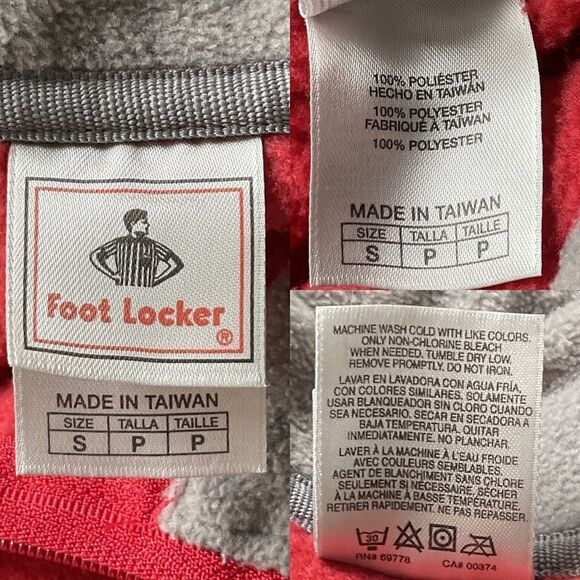 Foot Locker®
MADE IN TAIWAN
SIZE TALLA TAILLE
S P P
100% POLIÉSTER
HECHO EN TAIWÁN
100% POLYESTER
FABRIQUÉ À TAIWAN
100% POLYESTER
MADE IN TAIWAN
SIZE TALLA TAILLE
S P P
MACHINE WASH COLD WITH LIKE COLORS.
ONLY NON-CHLORINE BLEACH
WHEN NEEDED. TUMBLE DRY LOW.
REMOVE PROMPTLY. DO NOT IRON.
LAVAR EN LAVADORA CON AGUA FRÍA,
CON COLORES SIMILARES. SOLAMENTE
USAR BLANQUEADOR SIN CLORO CUANDO
SEA NECESARIO. SECAR EN SECADORA A
BAJA TEMPERATURA. QUITAR
INMEDIATAMENTE. NO PLANCHAR.
LAVER À LA MACHINE À L'EAU FROIDE
AVEC COULEURS SEMBLABLES.
AGENT DE BLANCHIMENT SANS CHLORE
SEULEMENT SI NÉCESSAIRE. SÉCHER
À LA MACHINE À BASSE TEMPÉRATURE.
RETIRER RAPIDEMENT. NE PAS REPASSER.
30
RN# 69778 CA# 00374